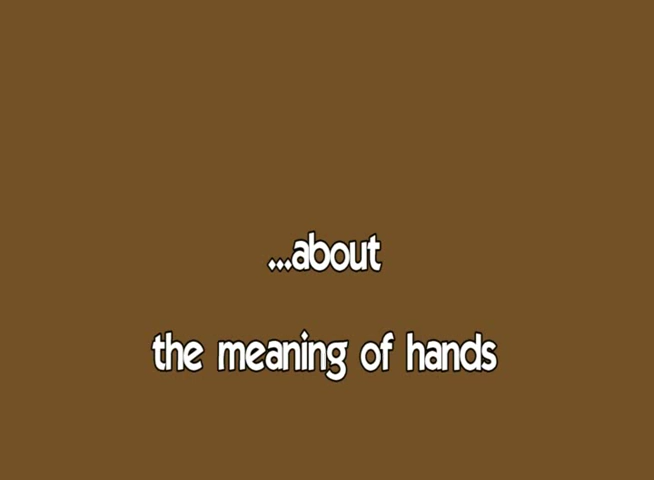 ...about
the meaning of hands